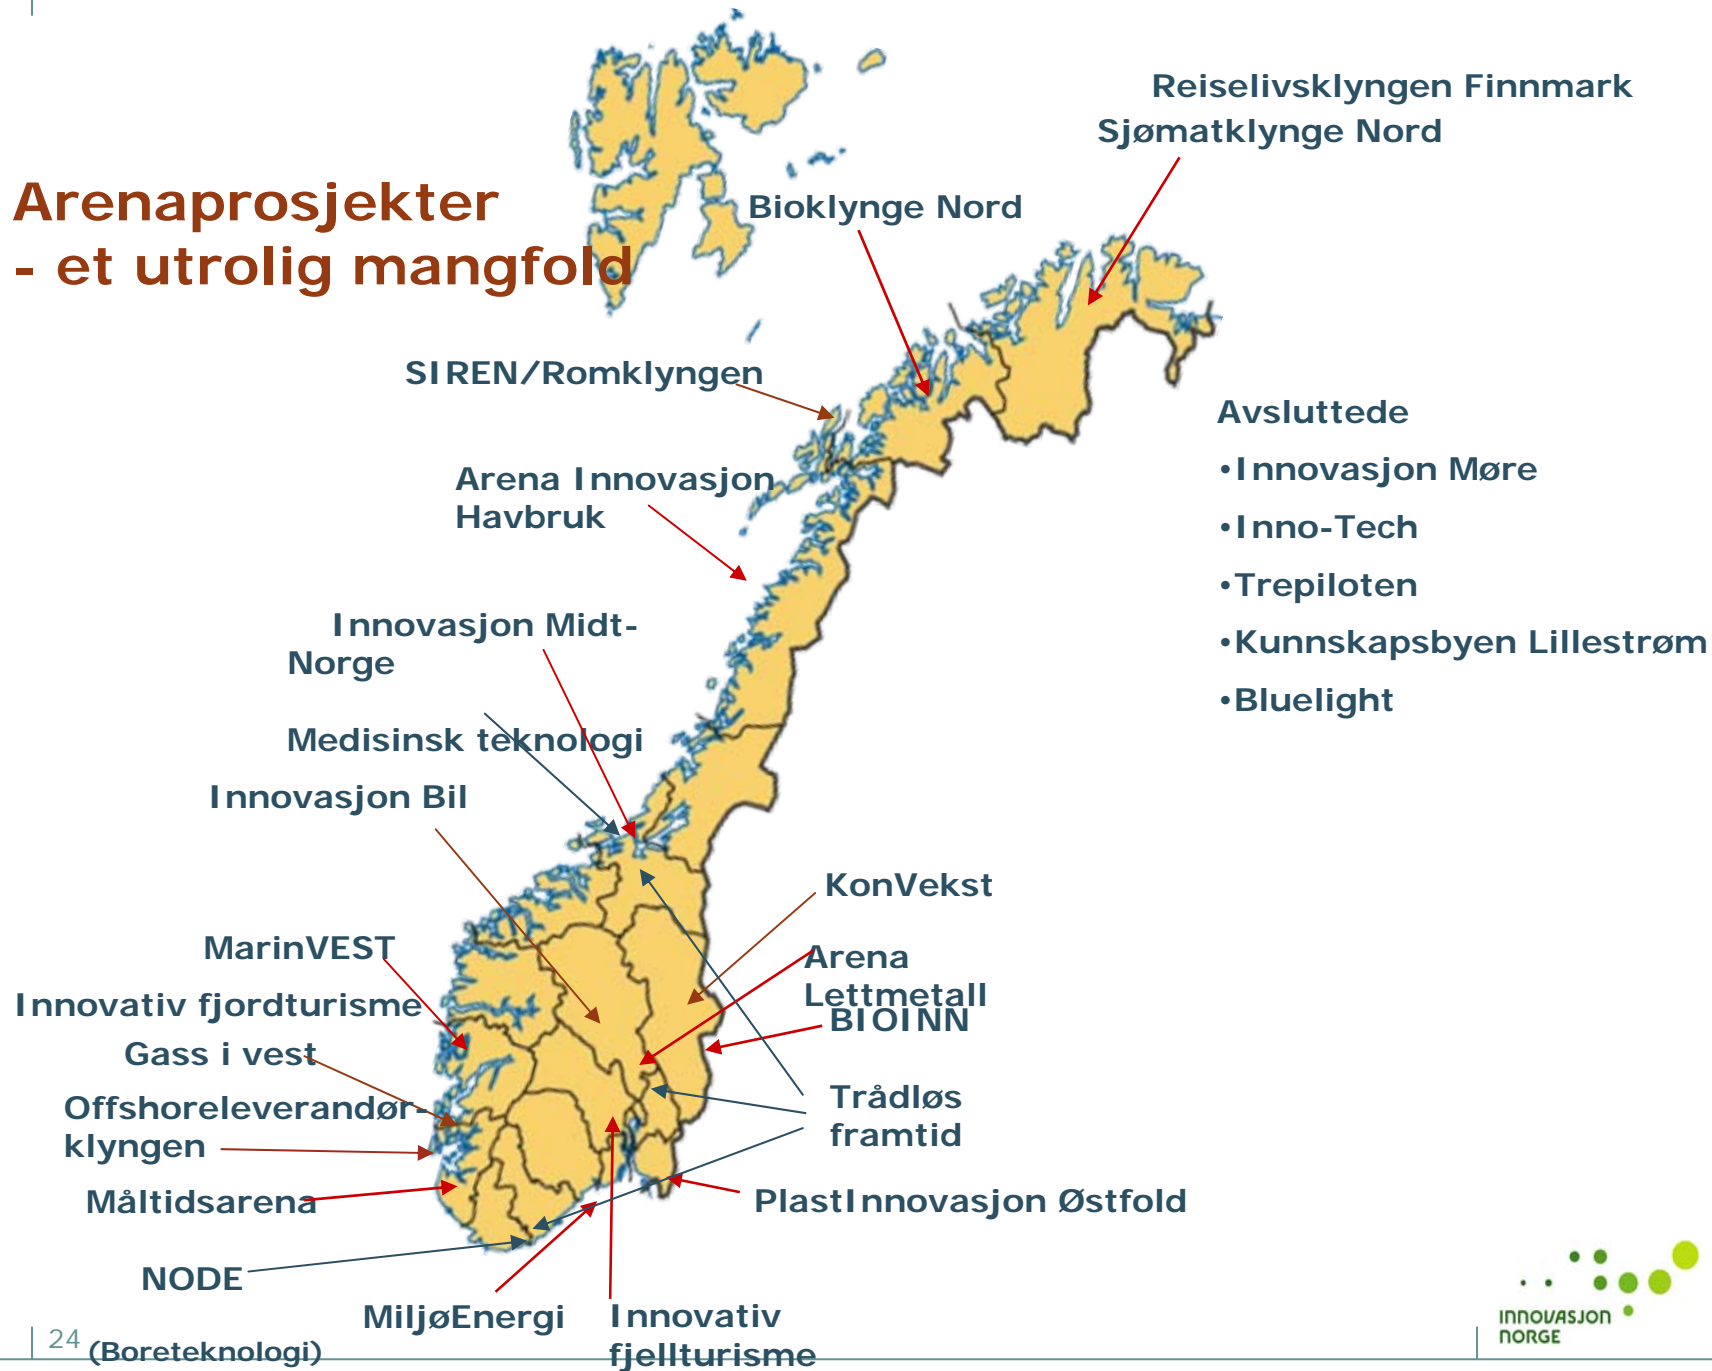 Arenaprosjekter
- et utrolig mangfold
Reiselivsklyngen Finnmark
Sjømatklynge Nord
Bioklynge Nord
SIREN/Romklyngen
Arena Innovasjon
Havbruk
Innovasjon Midt-
Norge
Medisinsk teknologi
Innovasjon Bil
MarinVEST
Innovativ fjordturisme
Gass i vest
Offshoreleverandør-
klyngen
Måltidsarena
NODE
(Boreteknologi)
MiljøEnergi
Innovativ
fjellturisme
KonVekst
Arena
Lettmetall
BIOINN
Trådløs
framtid
PlastInnovasjon Østfold
Avsluttede
•Innovasjon Møre
•Inno-Tech
•Trepiloten
•Kunnskapsbyen Lillestrøm
•Bluelight
24
INNOVASJON
NORGE